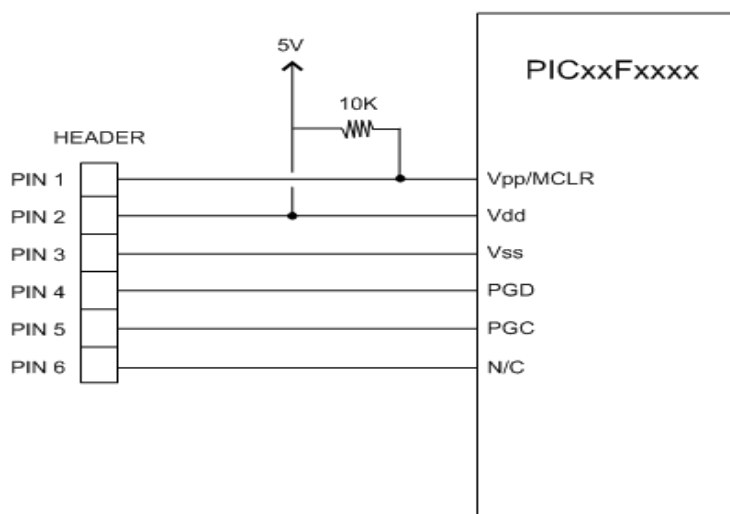 5V
PICxxFxxxx
10K
HEADER
PIN 1
Vpp/MCLR
PIN 2
Vdd
PIN 3
Vss
PIN 4
PGD
PIN 5
PGC
PIN 6
N/C